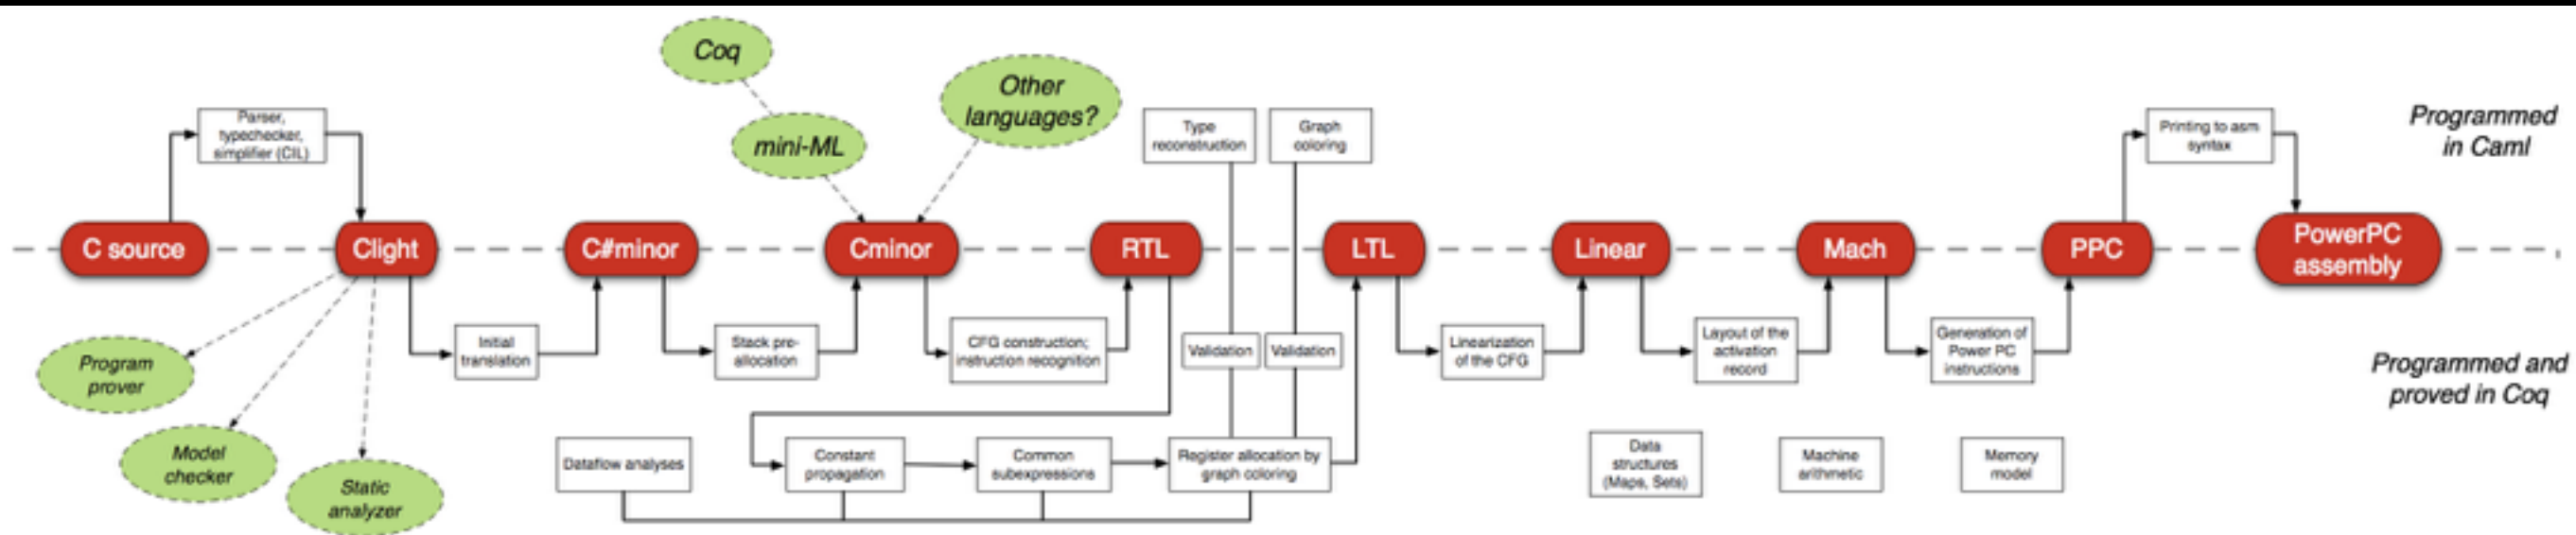 Coq
Other
languages?
mini-ML
Parser,
typechecker,
simplifier (CIL)
Type
reconstruction
Graph
coloring
Printing to asm
syntax
Programmed
in Caml
C source
Clight
C#minor
Cminor
RTL
LTL
Linear
Mach
PPC
PowerPC
assembly
Program
prover
Model
checker
Static
analyzer
Initial
translation
Stack pre-
allocation
CFG construction;
instruction recognition
Validation
Validation
Linearization
of the CFG
Layout of the
activation
record
Generation of
Power PC
instructions
Programmed and
proved in Coq
Dataflow analyses
Constant
propagation
Common
subexpressions
Register allocation by
graph coloring
Data
structures
(Maps, Sets)
Machine
arithmetic
Memory
model